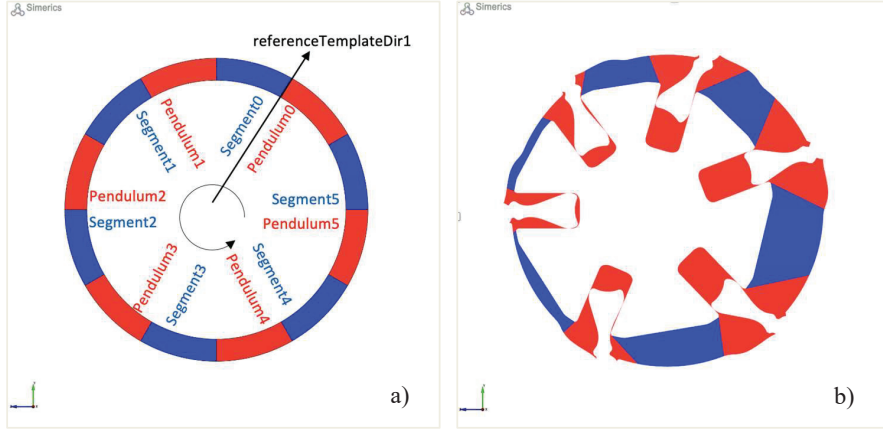 Simerics
Simerics
referenceTemplateDir1
Segment0
Pendulum0
Pendulum1
Segment1
Pendulum2
Segment2
Segment5
Pendulum5
Pendulum3
Segment3
Pendulum4
Segment4
a)
b)